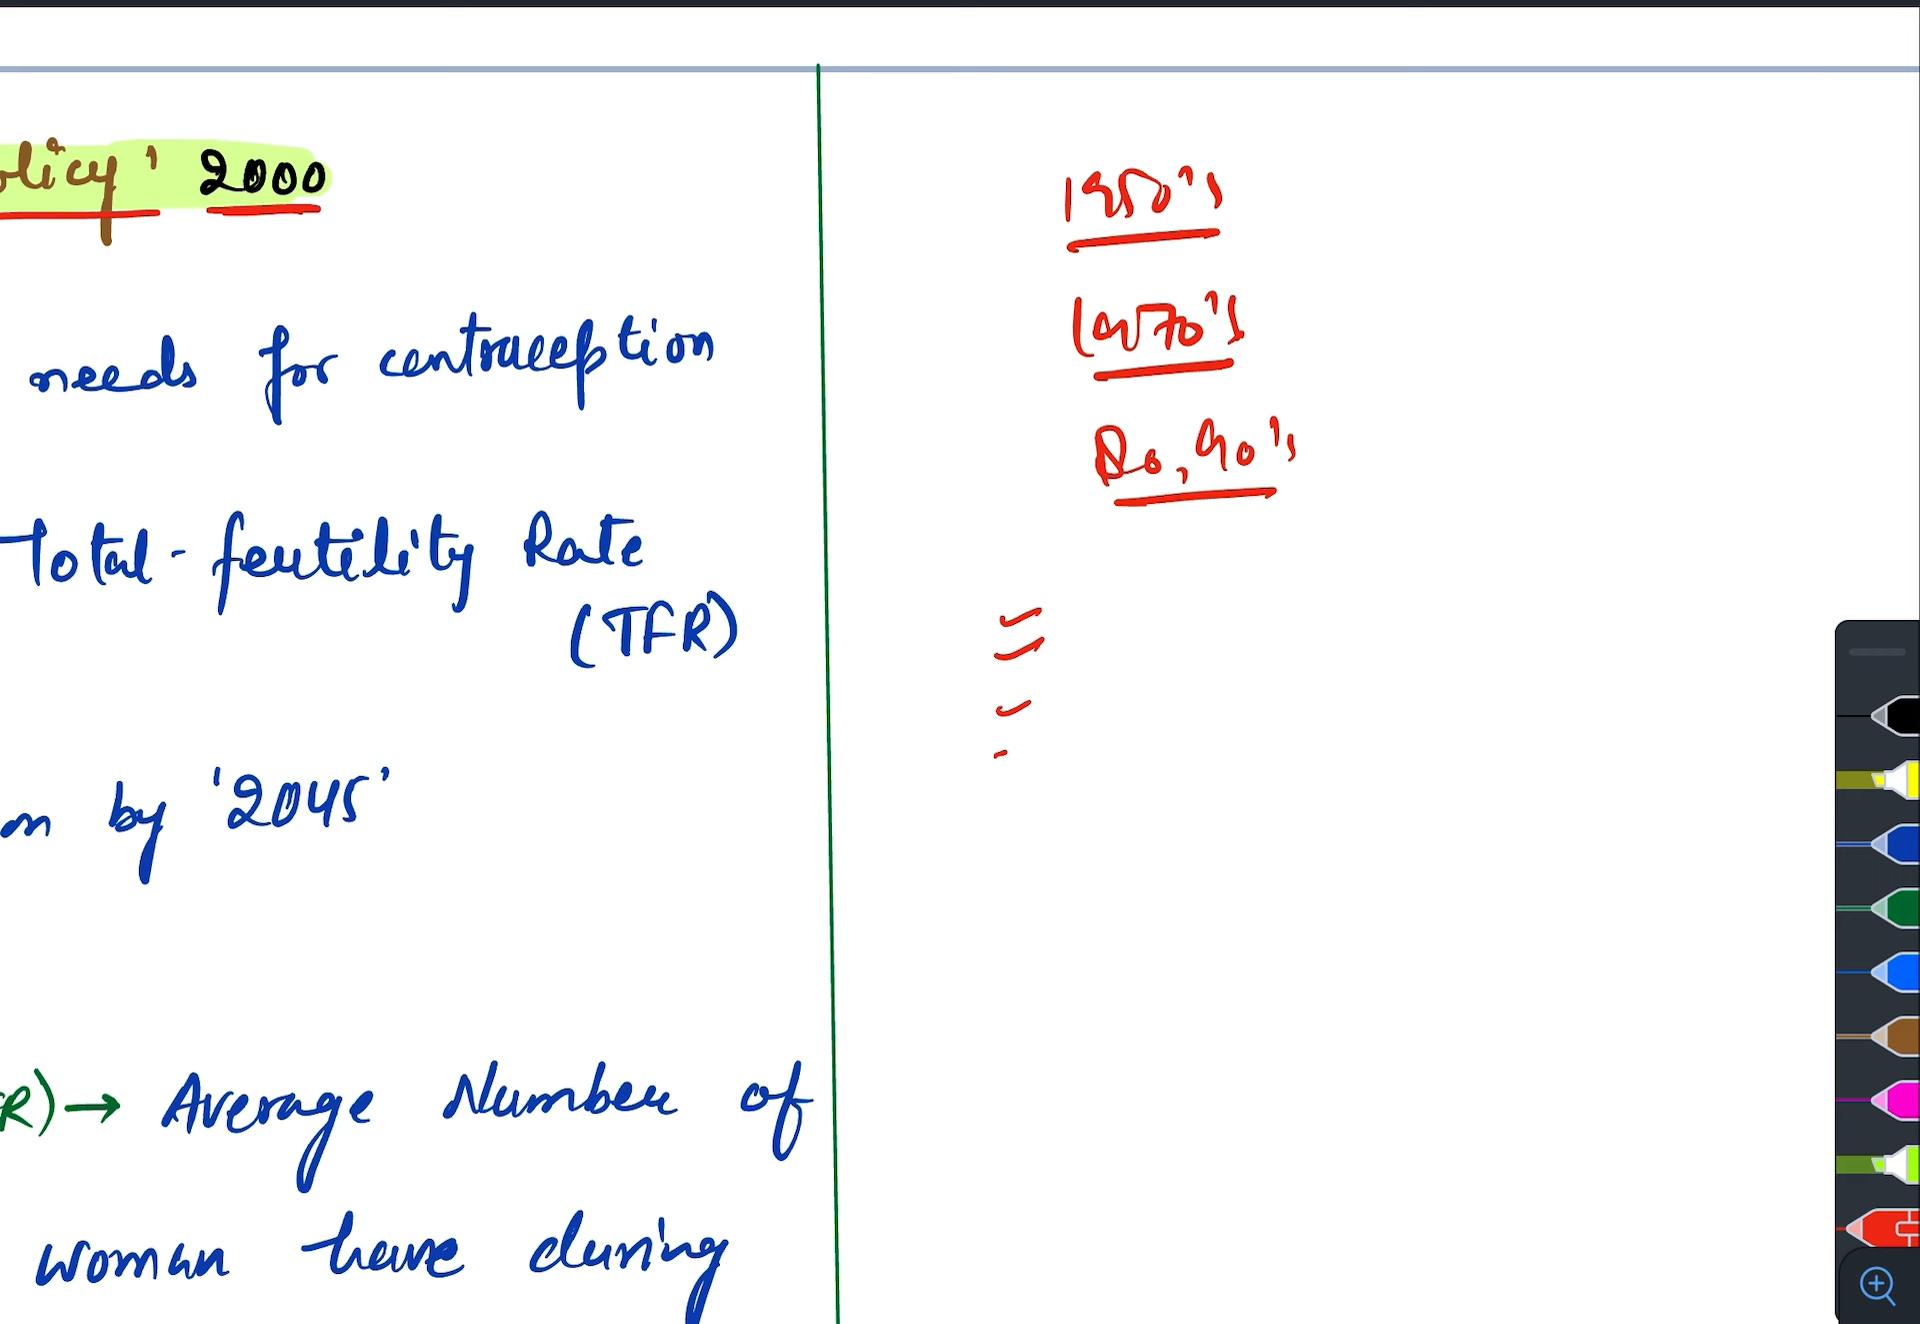 olicy' 2000
needs for contraception
Total-fertility Rate
(TFR)
on by '2045'
R) → Average Number of
woman have during
1950's
1970's
80, 90's